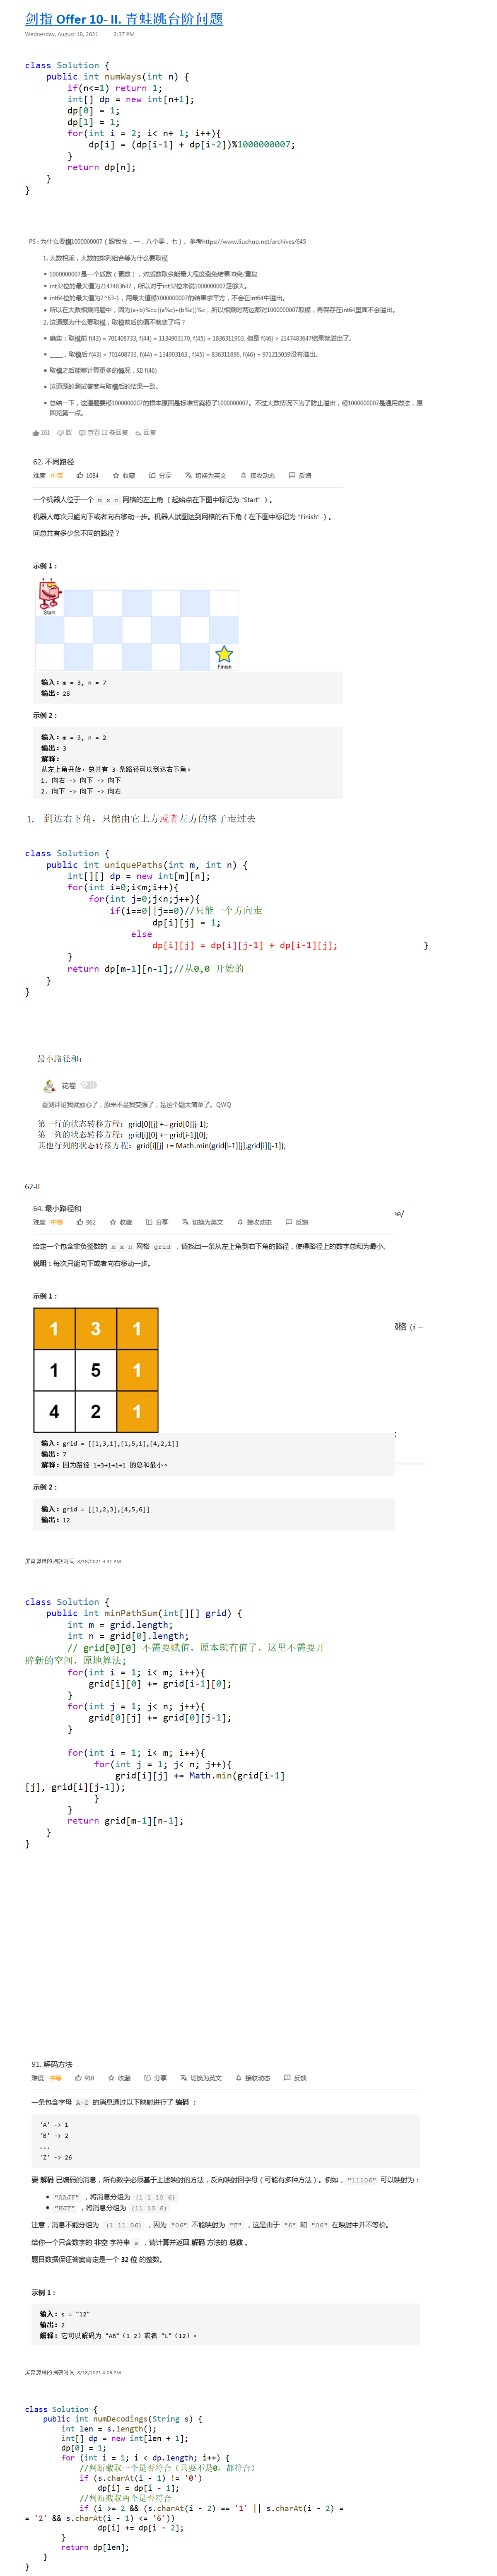 剑指 Offer 10- II. 青蛙跳台阶问题
Wednesday, August 18, 2021 2:37 PM
class Solution {
public int numWays(int n) {
if(n<=1) return 1;
int[] dp = new int[n+1];
dp[0] = 1;
dp[1] = 1;
for(int i = 2; i< n+ 1; i++){
dp[i] = (dp[i-1] + dp[i-2])%1000000007;
}
return dp[n];
}
}
PS : 为什么要模1000000007（跟我念，一，八个零，七）。参考https://www.liuchuo.net/archives/645
1. 大数相乘，大数的排列组合等为什么要取模
• 1000000007是一个质数（素数），对质数取余能最大程度避免结果冲突/重复
• int32位的最大值为2147483647，所以对于int32位来说1000000007足够大。
• int64位的最大值为2^63-1，用最大值模1000000007的结果求平方，不会在int64中溢出。
• 所以在大数相乘问题中，因为(a∗b)%c=((a%c)∗(b%c))%c，所以相乘时两边都对1000000007取模，再保存在int64里面不会溢出。
2. 这道题为什么要取模，取模前后的值不就变了吗？
• 确实：取模前 f(43) = 701408733, f(44) = 1134903170, f(45) = 1836311903, 但是 f(46) > 2147483647结果就溢出了。
• ____，取模后 f(43) = 701408733, f(44) = 134903163 , f(45) = 836311896, f(46) = 971215059没有溢出。
• 取模之后能够计算更多的情况，如 f(46)
• 这道题的测试答案与取模后的结果一致。
• 总结一下，这道题要模1000000007的根本原因是标准答案模了1000000007。不过大数情况下为了防止溢出，模1000000007是通用做法，原
因见第一点。
161 踩 查看 12 条回复 回复
62. 不同路径
难度 中等 1084 收藏 分享 切换为英文 接收动态 反馈
一个机器人位于一个 m x n 网格的左上角 （起始点在下图中标记为 “Start” ）。
机器人每次只能向下或者向右移动一步。机器人试图达到网格的右下角（在下图中标记为 “Finish” ）。
问总共有多少条不同的路径？
示例 1：
Start
Finish
输入：m = 3, n = 7
输出：28
示例 2：
输入：m = 3, n = 2
输出：3
解释：
从左上角开始，总共有 3 条路径可以到达右下角。
1. 向右 -> 向下 -> 向下
2. 向下 -> 向下 -> 向右
1. 到达右下角，只能由它上方或者左方的格子走过去
class Solution {
public int uniquePaths(int m, int n) {
int[][] dp = new int[m][n];
for(int i=0;i<m;i++){
for(int j=0;j<n;j++){
if(i==0||j==0)//只能一个方向走
dp[i][j] = 1;
else
dp[i][j] = dp[i][j-1] + dp[i-1][j]; }
}
return dp[m-1][n-1];//从0,0 开始的
}
}
最小路径和：
花卷
看到评论我就放心了，原来不是我变强了，是这个题太简单了。QWQ
第一行的状态转移方程：grid[0][j] += grid[0][j-1];
第一列的状态转移方程：grid[i][0] += grid[i-1][0];
其他行列的状态转移方程：grid[i][j] += Math.min(grid[i-1][j],grid[i][j-1]);
62-II
64. 最小路径和
难度 中等 962 收藏 分享 切换为英文 接收动态 反馈
给定一个包含非负整数的 m x n 网格 grid ，请找出一条从左上角到右下角的路径，使得路径上的数字总和为最小。
说明：每次只能向下或者向右移动一步。
示例 1：
1 3 1
1 5 1
4 2 1
输入：grid = [[1,3,1],[1,5,1],[4,2,1]]
输出：7
解释：因为路径 1→3→1→1→1 的总和最小。
示例 2：
输入：grid = [[1,2,3],[4,5,6]]
输出：12
屏幕剪辑的捕获时间: 8/18/2021 3:41 PM
class Solution {
public int minPathSum(int[][] grid) {
int m = grid.length;
int n = grid[0].length;
// grid[0][0] 不需要赋值，原本就有值了，这里不需要开
辟新的空间，原地算法;
for(int i = 1; i< m; i++){
grid[i][0] += grid[i-1][0];
}
for(int j = 1; j< n; j++){
grid[0][j] += grid[0][j-1];
}
for(int i = 1; i< m; i++){
for(int j = 1; j< n; j++){
grid[i][j] += Math.min(grid[i-1]
[j], grid[i][j-1]);
}
}
return grid[m-1][n-1];
}
}
91. 解码方法
难度 中等 910 收藏 分享 切换为英文 接收动态 反馈
一条包含字母 A-Z 的消息通过以下映射进行了 编码 ：
'A' -> 1
'B' -> 2
...
'Z' -> 26
要 解码 已编码的消息，所有数字必须基于上述映射的方法，反向映射回字母（可能有多种方法）。例如，"11106" 可以映射为：
• "AAJF" ，将消息分组为 (1 1 10 6)
• "KJF" ，将消息分组为 (11 10 6)
注意，消息不能分组为 (1 11 06) ，因为 "06" 不能映射为 "F" ，这是由于 "6" 和 "06" 在映射中并不等价。
给你一个只含数字的 非空 字符串 s ，请计算并返回 解码 方法的 总数 。
题目数据保证答案肯定是一个 32 位 的整数。
示例 1：
输入：s = "12"
输出：2
解释：它可以解码为 "AB"（1 2）或者 "L"（12）。
屏幕剪辑的捕获时间: 8/18/2021 4:05 PM
class Solution {
public int numDecodings(String s) {
int len = s.length();
int[] dp = new int[len + 1];
dp[0] = 1;
for (int i = 1; i < dp.length; i++) {
//判断截取一个是否符合（只要不是0，都符合）
if (s.charAt(i - 1) != '0')
dp[i] = dp[i - 1];
//判断截取两个是否符合
if (i >= 2 && (s.charAt(i - 2) == '1' || s.charAt(i - 2) =
= '2' && s.charAt(i - 1) <= '6'))
dp[i] += dp[i - 2];
}
return dp[len];
}
}